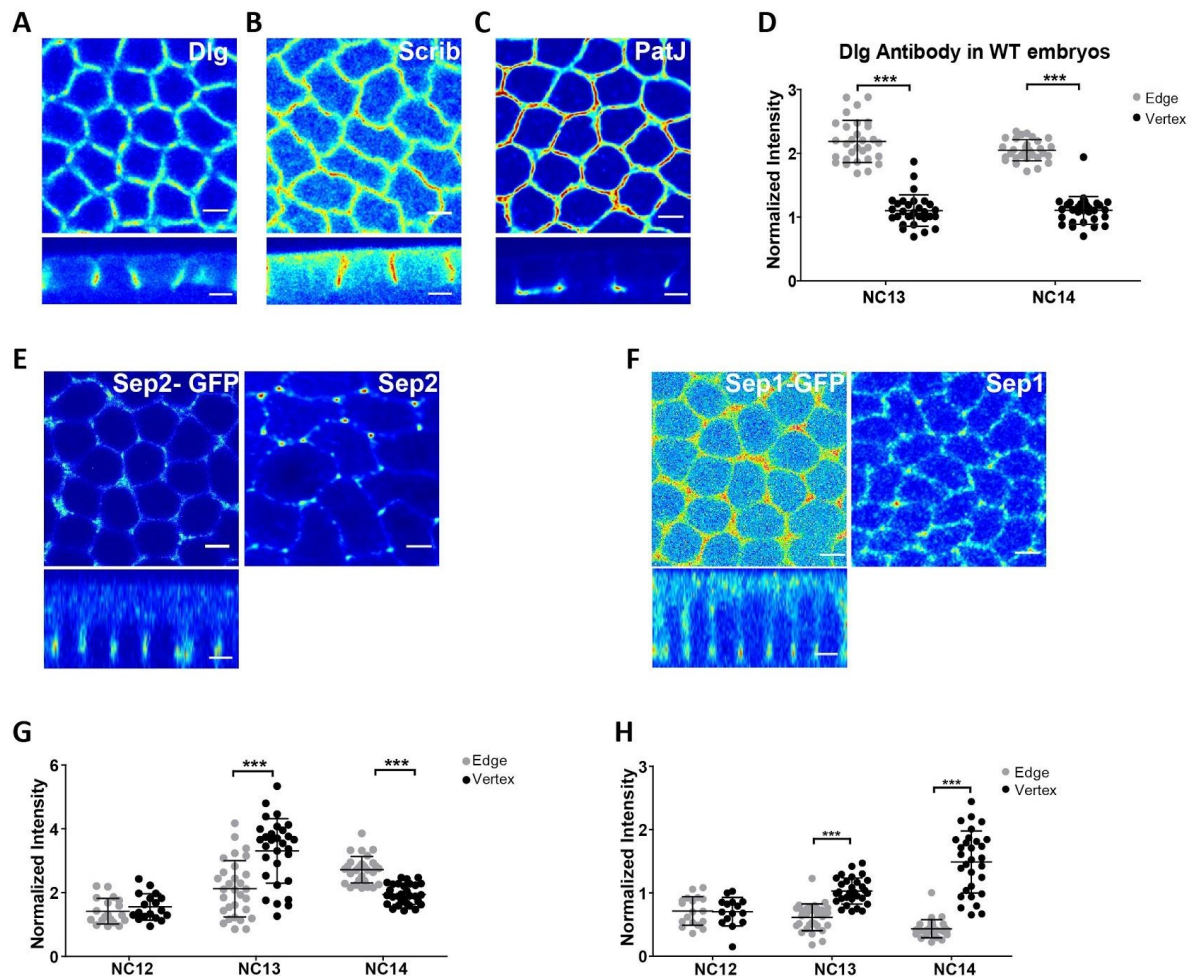 A
Dlg
B
Scrib
C
PatJ
D
Dlg Antibody in WT embryos
Normalized Intensity
3
2
1
0
***
***
NC13
NC14
Edge
Vertex
E
Sep2- GFP
Sep2
F
Sep1-GFP
Sep1
G
Normalized Intensity
6
4
2
0
***
***
NC12
NC13
NC14
Edge
Vertex
H
Normalized Intensity
3
2
1
0
***
***
NC12
NC13
NC14
Edge
Vertex